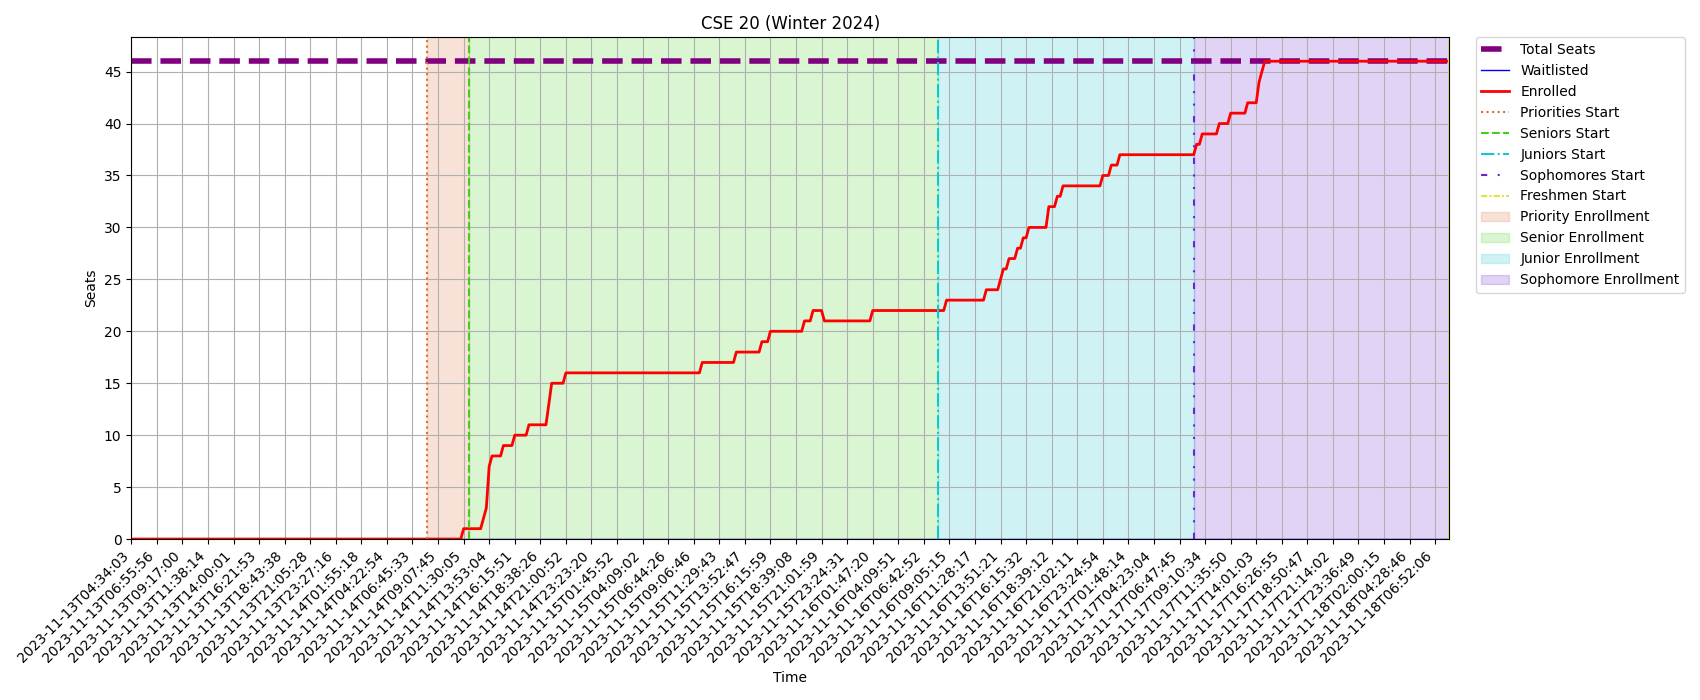 CSE 20 (Winter 2024)
Seats
45
40
35
30
25
20
15
10
5
0
2023-11-13T04:34:03
2023-11-13T06:55:56
2023-11-13T09:17:00
2023-11-13T11:38:14
2023-11-13T14:00:01
2023-11-13T16:21:53
2023-11-13T18:43:38
2023-11-13T21:05:28
2023-11-13T23:27:16
2023-11-14T01:55:18
2023-11-14T04:22:54
2023-11-14T06:45:33
2023-11-14T09:07:45
2023-11-14T11:30:05
2023-11-14T13:53:04
2023-11-14T16:15:51
2023-11-14T18:38:26
2023-11-14T21:00:52
2023-11-14T23:23:20
2023-11-15T01:45:52
2023-11-15T04:09:02
2023-11-15T06:44:26
2023-11-15T09:06:46
2023-11-15T11:29:43
2023-11-15T13:52:47
2023-11-15T16:15:59
2023-11-15T18:39:08
2023-11-15T21:01:59
2023-11-15T23:24:31
2023-11-16T01:47:20
2023-11-16T04:09:51
2023-11-16T06:42:52
2023-11-16T09:05:15
2023-11-16T11:28:17
2023-11-16T13:51:21
2023-11-16T16:15:32
2023-11-16T18:39:12
2023-11-16T21:02:11
2023-11-16T23:24:54
2023-11-17T01:48:14
2023-11-17T04:23:04
2023-11-17T06:47:45
2023-11-17T09:10:34
2023-11-17T11:35:50
2023-11-17T14:01:03
2023-11-17T16:26:55
2023-11-17T18:50:47
2023-11-17T21:14:02
2023-11-17T23:36:49
2023-11-18T02:00:15
2023-11-18T04:28:46
2023-11-18T06:52:06
Time
Total Seats
Waitlisted
Enrolled
Priorities Start
Seniors Start
Juniors Start
Sophomores Start
Freshmen Start
Priority Enrollment
Senior Enrollment
Junior Enrollment
Sophomore Enrollment